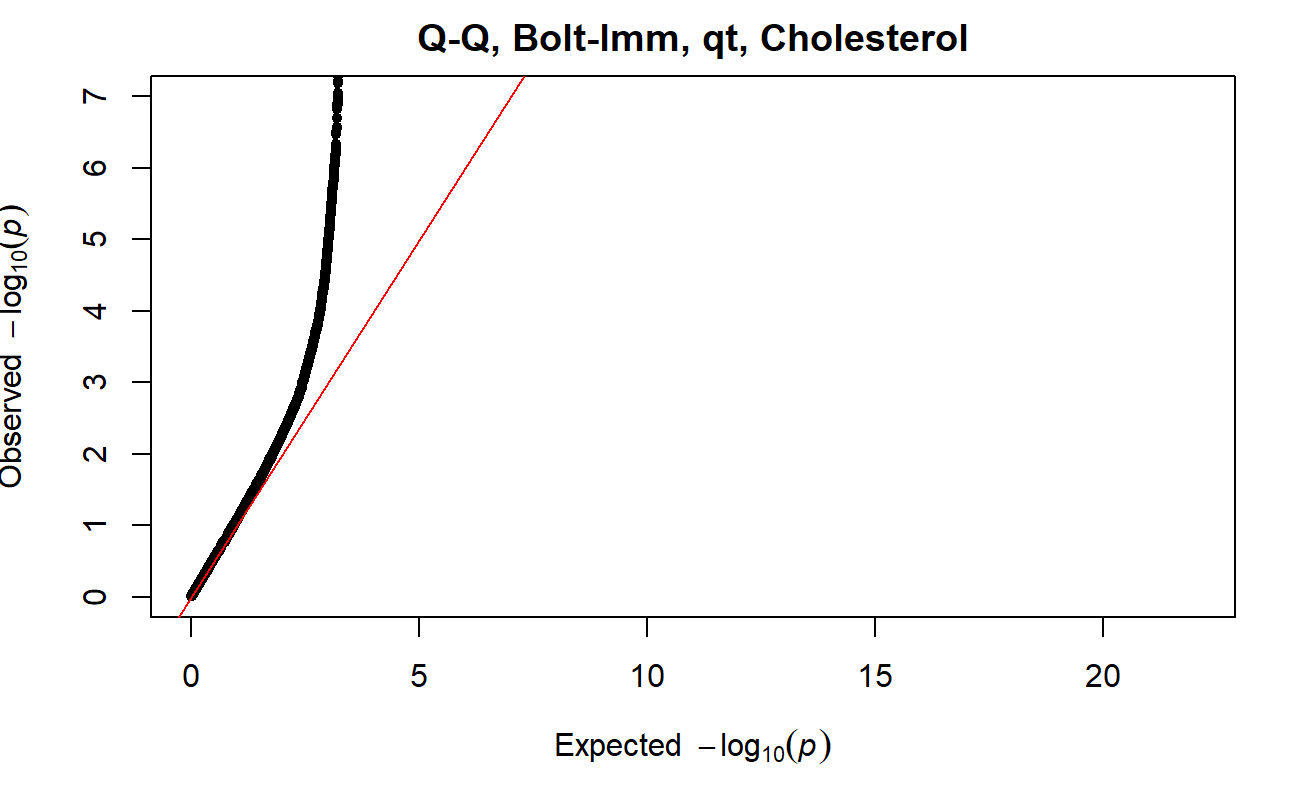 Q-Q, Bolt-lmm, qt, Cholesterol
7
6
5
4
3
2
1
0
Observed −log10(p)
0 5 10 15 20
Expected −log10(p)